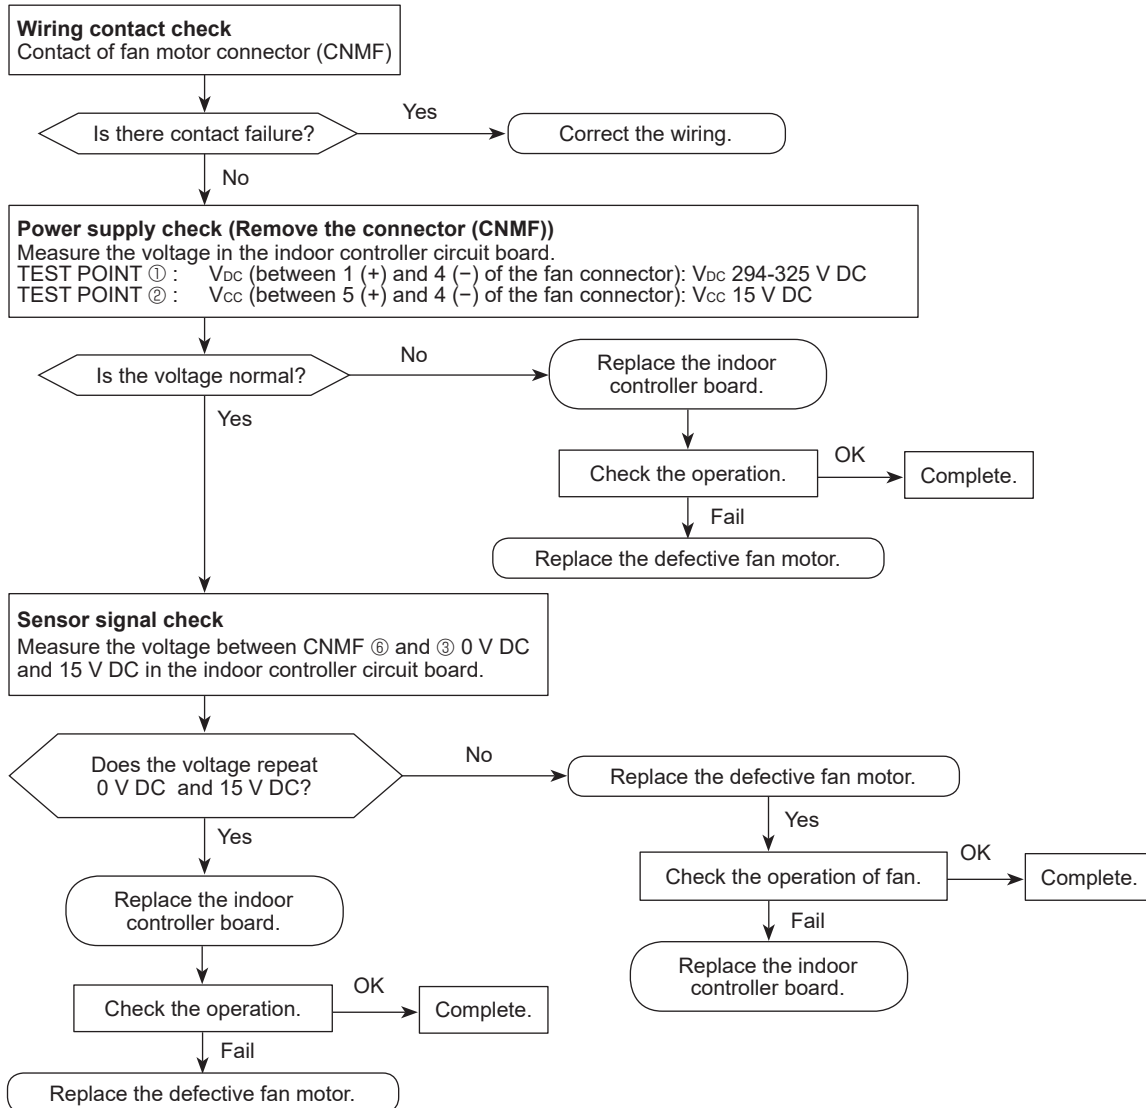 Wiring contact check
Contact of fan motor connector (CNMF)
Is there contact failure?
Yes
Correct the wiring.
No
Power supply check (Remove the connector (CNMF))
Measure the voltage in the indoor controller circuit board.
TEST POINT ① : VDC (between 1 (+) and 4 (−) of the fan connector): VDC 294-325 V DC
TEST POINT ② : VCC (between 5 (+) and 4 (−) of the fan connector): VCC 15 V DC
Is the voltage normal?
No
Replace the indoor
controller board.
Yes
Check the operation.
OK
Complete.
Fail
Replace the defective fan motor.
Sensor signal check
Measure the voltage between CNMF ⑥ and ③ 0 V DC
and 15 V DC in the indoor controller circuit board.
Does the voltage repeat
0 V DC and 15 V DC?
No
Replace the defective fan motor.
Yes
Check the operation of fan.
OK
Complete.
Fail
Replace the indoor
controller board.
Yes
Replace the indoor
controller board.
Check the operation.
OK
Complete.
Fail
Replace the defective fan motor.